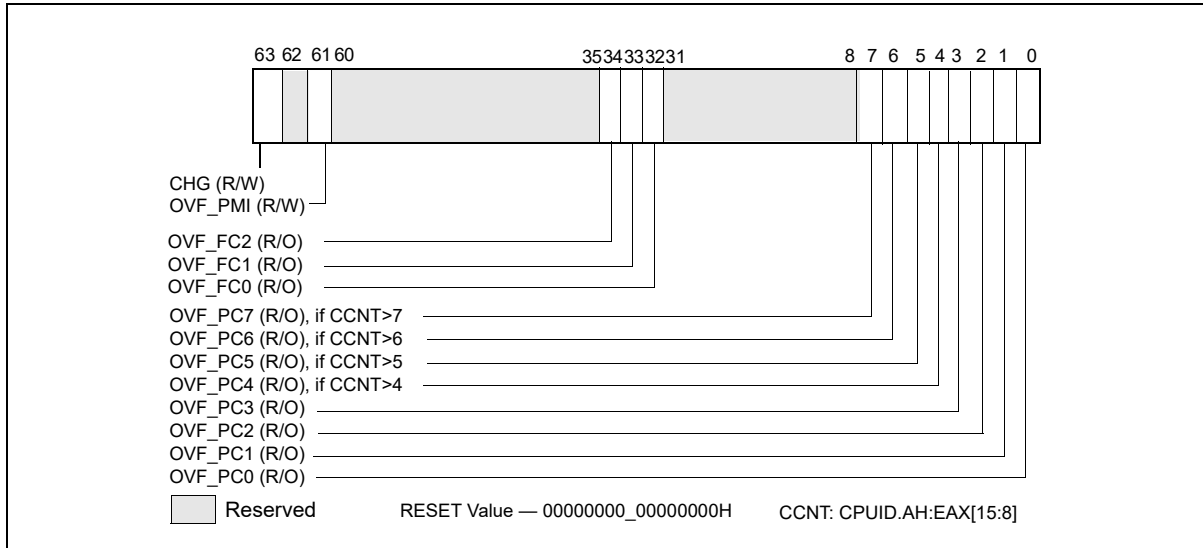 63 62 61 60 35 34 33 32 31 8 7 6 5 4 3 2 1 0
CHG (R/W)
OVF_PMI (R/W)
OVF_FC2 (R/O)
OVF_FC1 (R/O)
OVF_FC0 (R/O)
OVF_PC7 (R/O), if CCNT>7
OVF_PC6 (R/O), if CCNT>6
OVF_PC5 (R/O), if CCNT>5
OVF_PC4 (R/O), if CCNT>4
OVF_PC3 (R/O)
OVF_PC2 (R/O)
OVF_PC1 (R/O)
OVF_PC0 (R/O)
Reserved RESET Value — 00000000_00000000H CCNT: CPUID.AH:EAX[15:8]